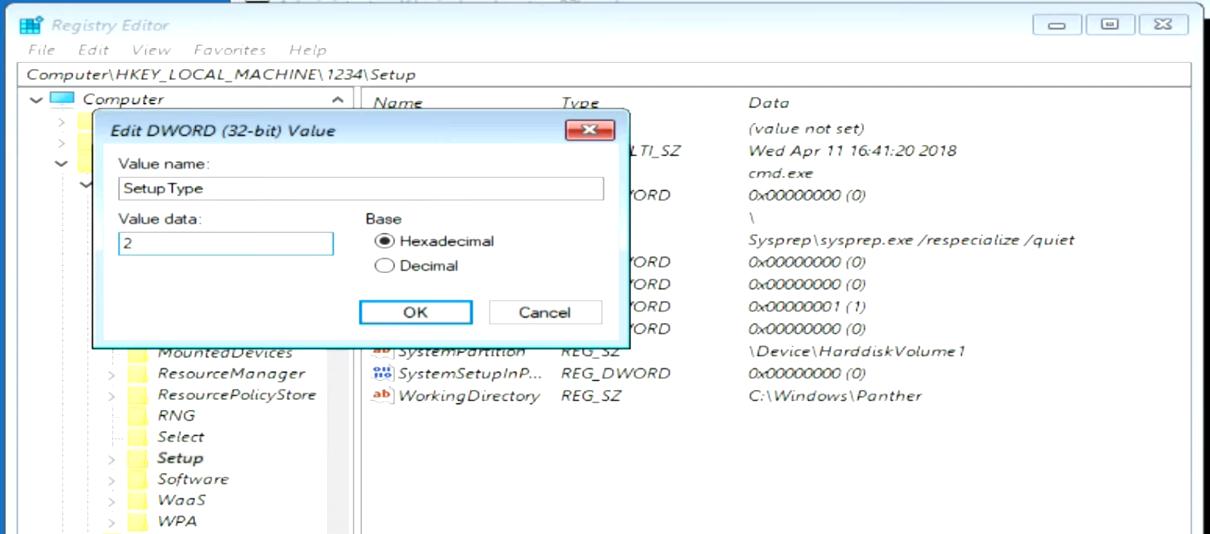 Registry Editor
File Edit View Favorites Help
Computer\HKEY_LOCAL_MACHINE\1234\Setup
Computer
Name Type Data
Edit DWORD (32-bit) Value
(value not set)
LTI_SZ Wed Apr 11 16:41:20 2018
Value name:
cmd.exe
SetupType
ORD 0x00000000 (0)
Value data: Base
\
2
Hexadecimal
Sysprep\sysprep.exe /respecialize /quiet
Decimal
ORD 0x00000000 (0)
ORD 0x00000000 (0)
OK Cancel
ORD 0x00000001 (1)
ORD 0x00000000 (0)
MountedDevices
SystemPartition REG_SZ \Device\HarddiskVolume1
ResourceManager
SystemSetupInP... REG_DWORD 0x00000000 (0)
ResourcePolicyStore
WorkingDirectory REG_SZ C:\Windows\Panther
RNG
Select
Setup
Software
WaaS
WPA